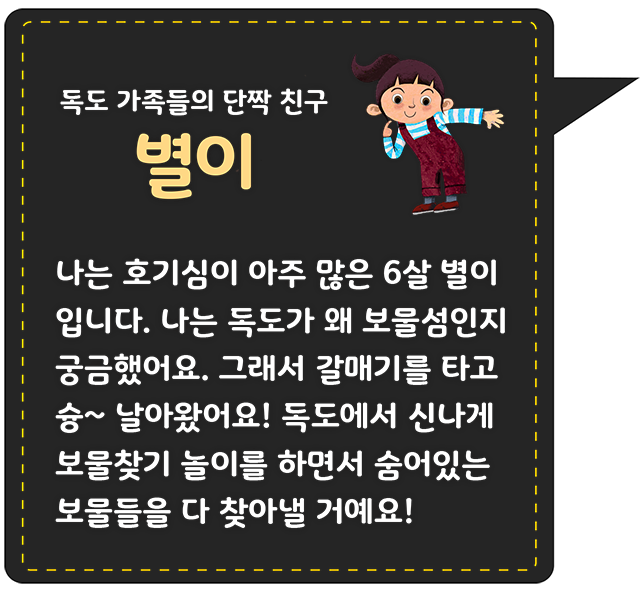 독도 가족들의 단짝 친구
별이
나는 호기심이 아주 많은 6살 별이
입니다. 나는 독도가 왜 보물섬인지
궁금했어요. 그래서 갈매기를 타고
슝~ 날아왔어요! 독도에서 신나게
보물찾기 놀이를 하면서 숨어있는
보물들을 다 찾아낼 거예요!